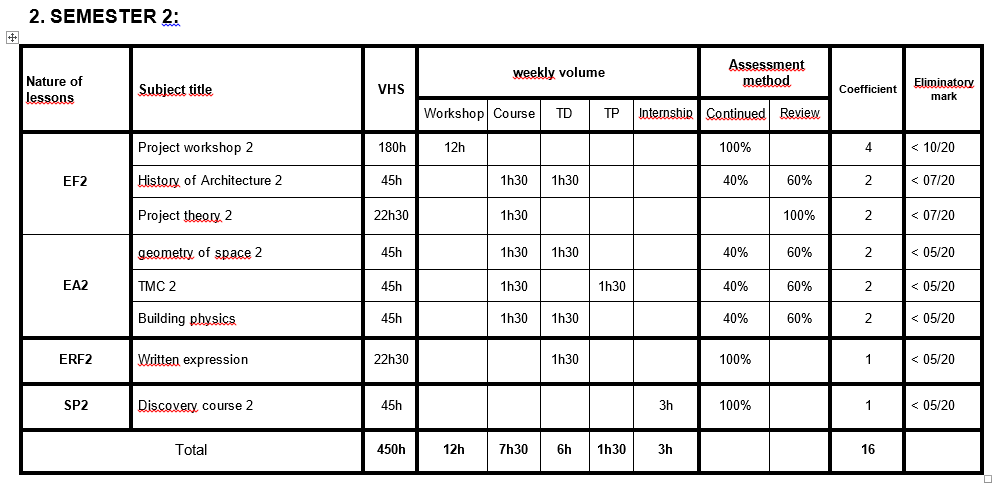 2. SEMESTER 2:
Nature of lessons Subject title VHS weekly volume Assessment method Coefficient Eliminatory mark
Workshop Course TD TP Internship Continued Review
EF2 Project workshop 2 180h 12h 100% 4 < 10/20
History of Architecture 2 45h 1h30 1h30 40% 60% 2 < 07/20
Project theory 2 22h30 1h30 100% 2 < 07/20
EA2 geometry of space 2 45h 1h30 1h30 40% 60% 2 < 05/20
TMC 2 45h 1h30 1h30 40% 60% 2 < 05/20
Building physics 45h 1h30 1h30 40% 60% 2 < 05/20
ERF2 Written expression 22h30 1h30 100% 1 < 05/20
SP2 Discovery course 2 45h 3h 100% 1 < 05/20
Total 450h 12h 7h30 6h 1h30 3h 16